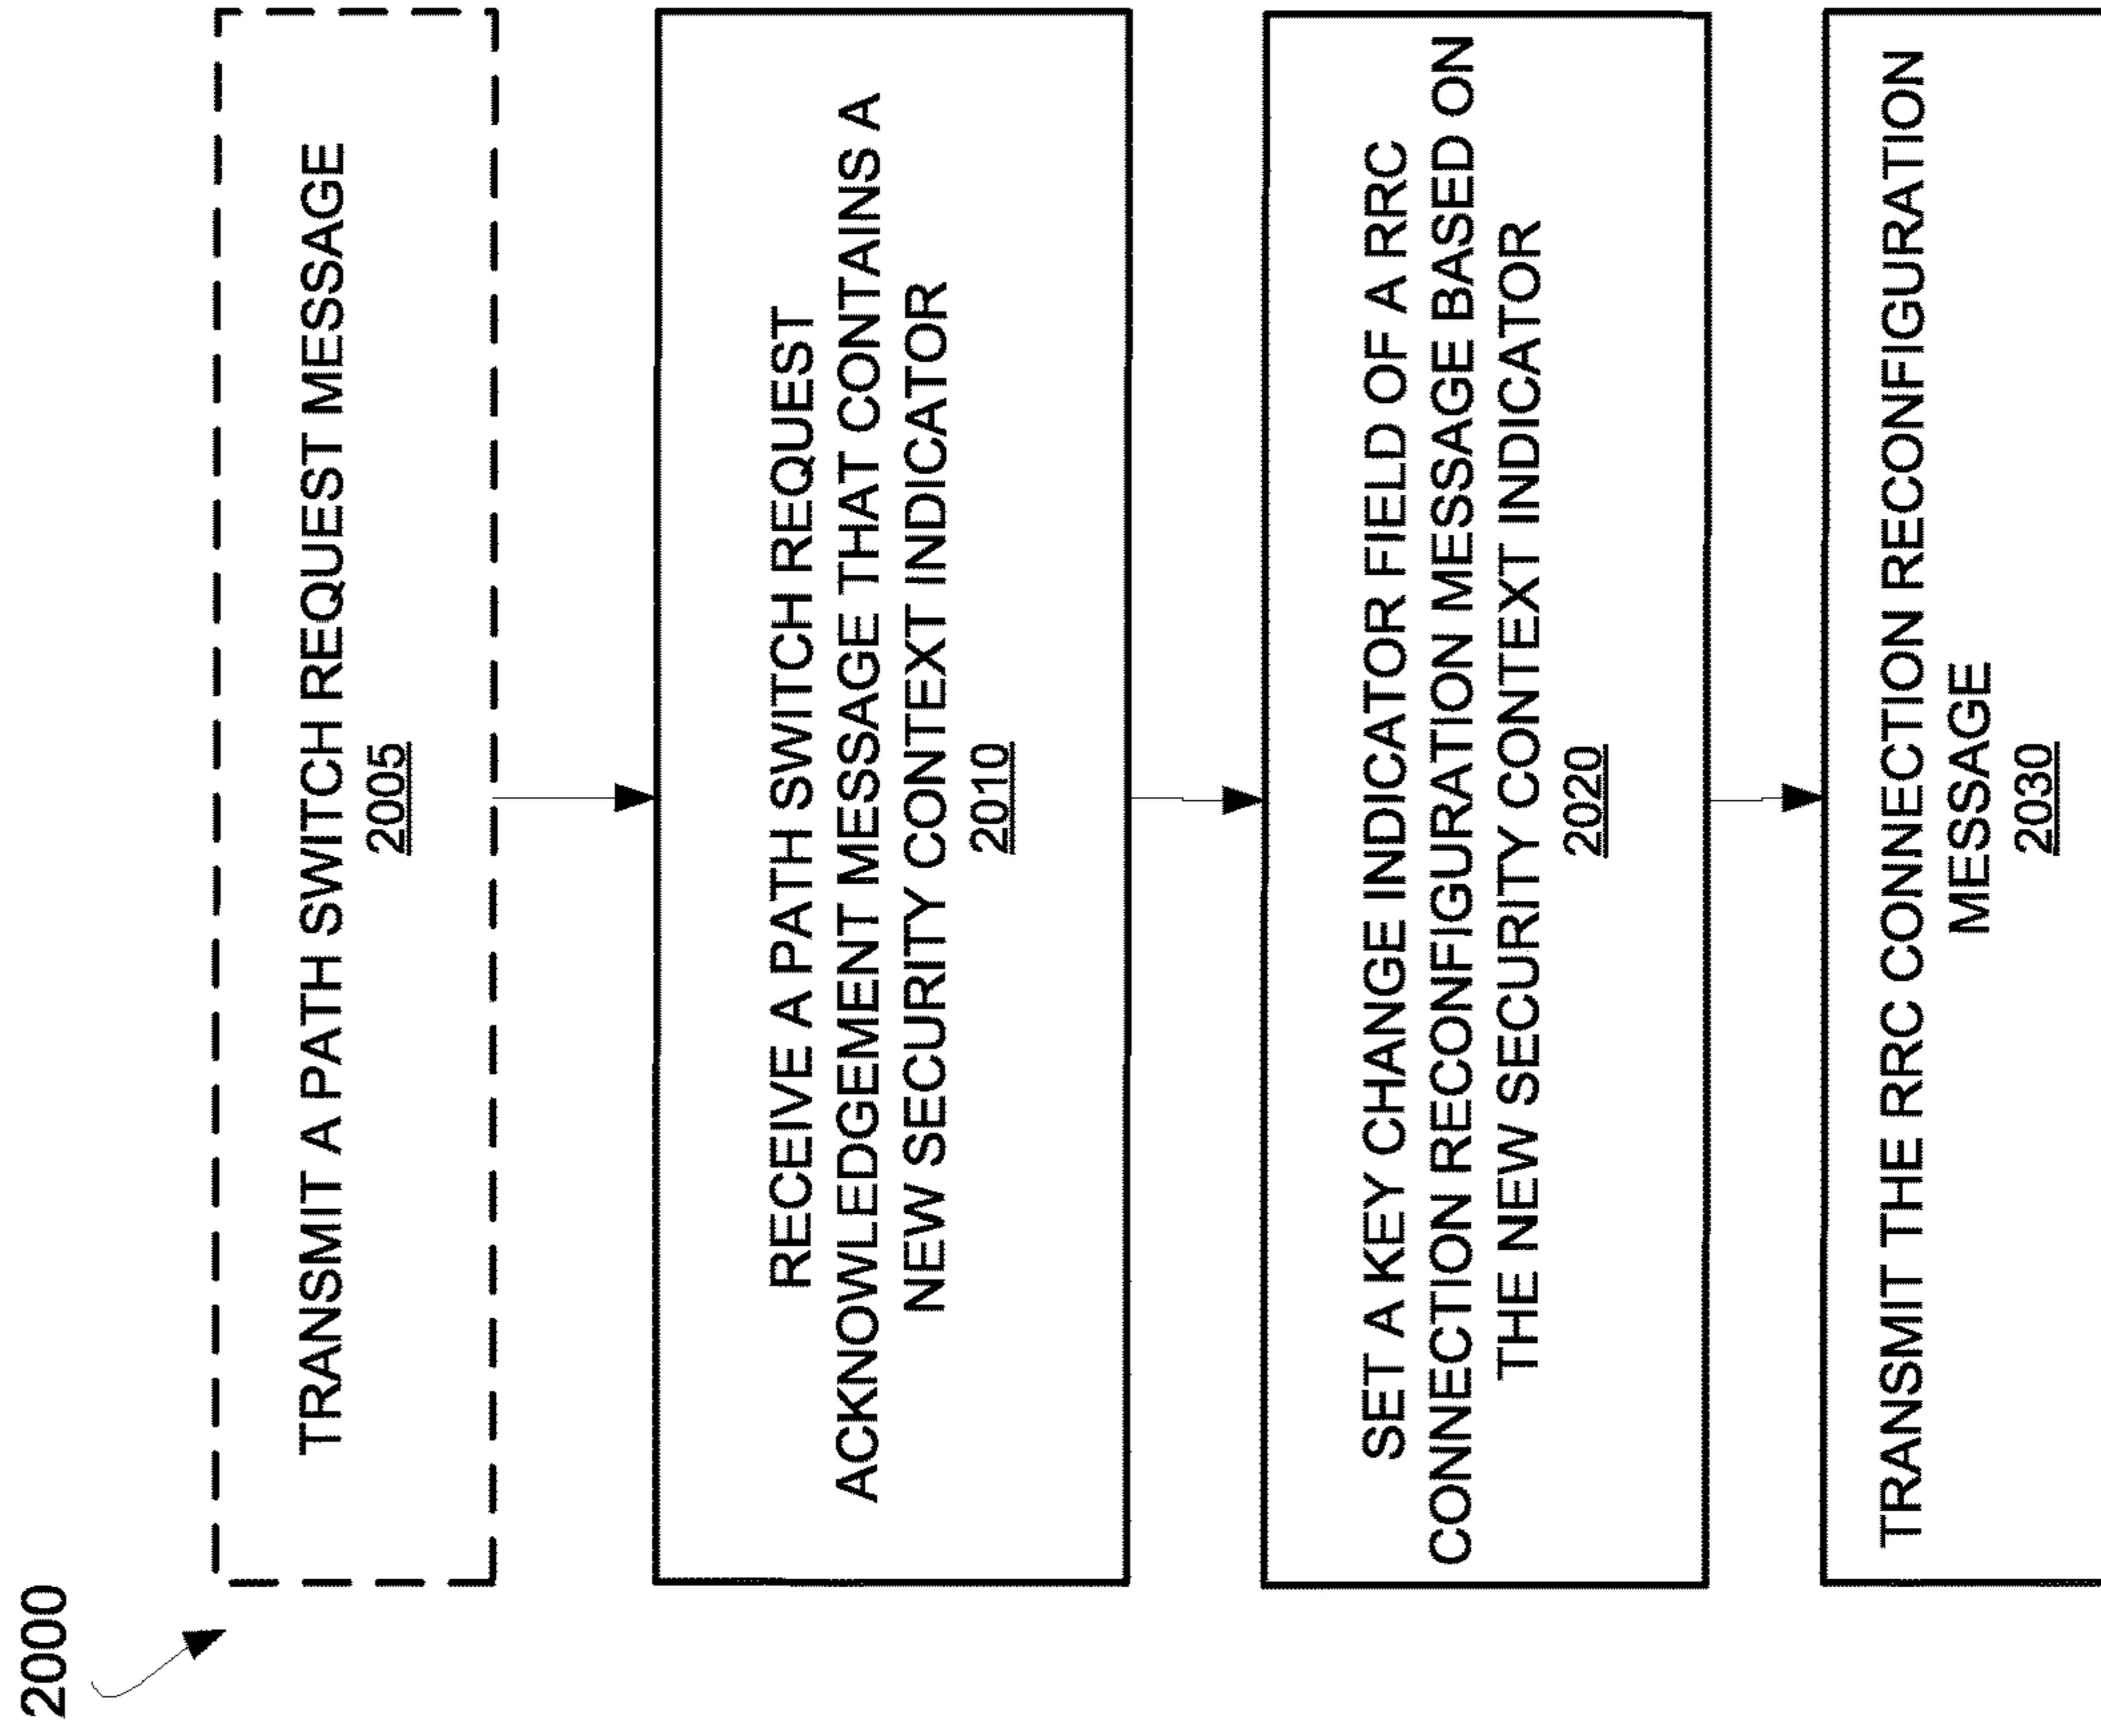 2000
TRANSMIT A PATH SWITCH REQUEST MESSAGE
2005
RECEIVE A PATH SWITCH REQUEST
ACKNOWLEDGEMENT MESSAGE THAT CONTAINS A
NEW SECURITY CONTEXT INDICATOR
2010
SET A KEY CHANGE INDICATOR FIELD OF A RRC
CONNECTION RECONFIGURATION MESSAGE BASED ON
THE NEW SECURITY CONTEXT INDICATOR
2020
TRANSMIT THE RRC CONNECTION RECONFIGURATION
MESSAGE
2030